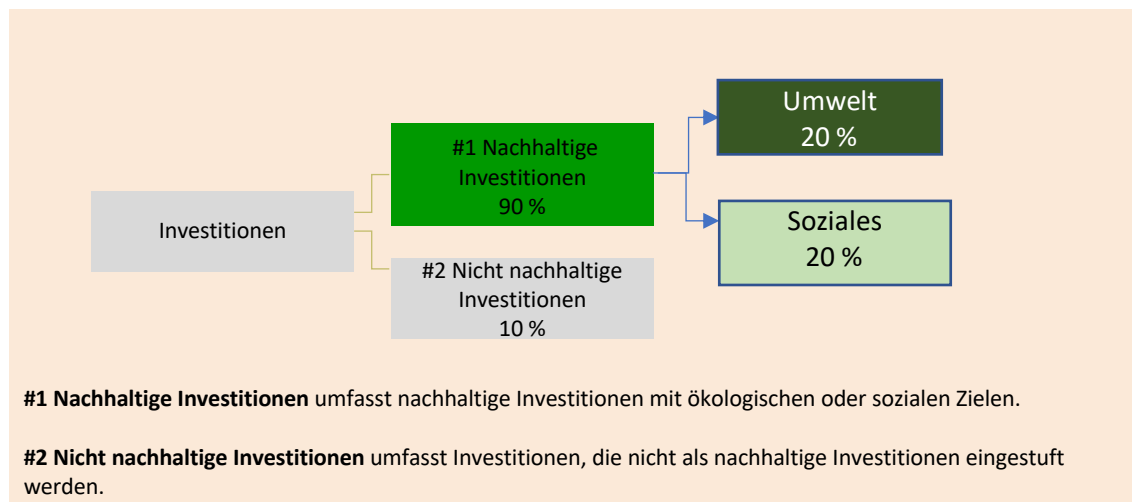 Umwelt
20 %
#1 Nachhaltige
Investitionen
90 %
Investitionen
Soziales
20 %
#2 Nicht nachhaltige
Investitionen
10 %
#1 Nachhaltige Investitionen umfasst nachhaltige Investitionen mit ökologischen oder sozialen Zielen.
#2 Nicht nachhaltige Investitionen umfasst Investitionen, die nicht als nachhaltige Investitionen eingestuft
werden.